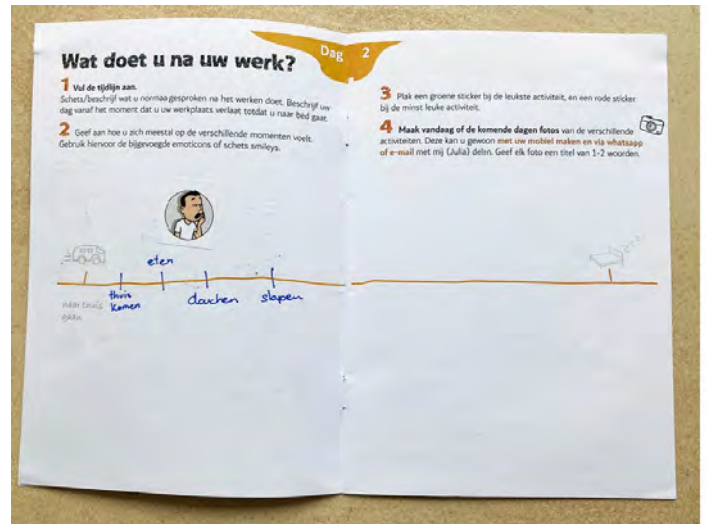 Dag 2
Wat doet u na uw werk?
1 Vul de tijdlijn aan.
Schets/beschrijf wat u normaa gesproken na het werken doet. Beschrijf uw
dag vanaf het moment dat u uw werkplaats verlaat totdat u naar bed gaat.
2 Geef aan hoe u zich meestal op de verschillende momenten voelt.
Gebruik hiervoor de bijgevoegde emoticons of schets smileys.
eten
naar thuis
gaan
thuis
komen
douchen
slapen
3 Plak een groene sticker bij de leukste activiteit, en een rode sticker
bij de minst leuke activiteit.
4 Maak vandaag of de komende dagen fotos van de verschillende
activiteiten. Deze kan u gewoon met uw mobiel maken en via whatsapp
of e-mail met mij (Julia) delen. Geef elk foto een titel van 1-2 woorden.